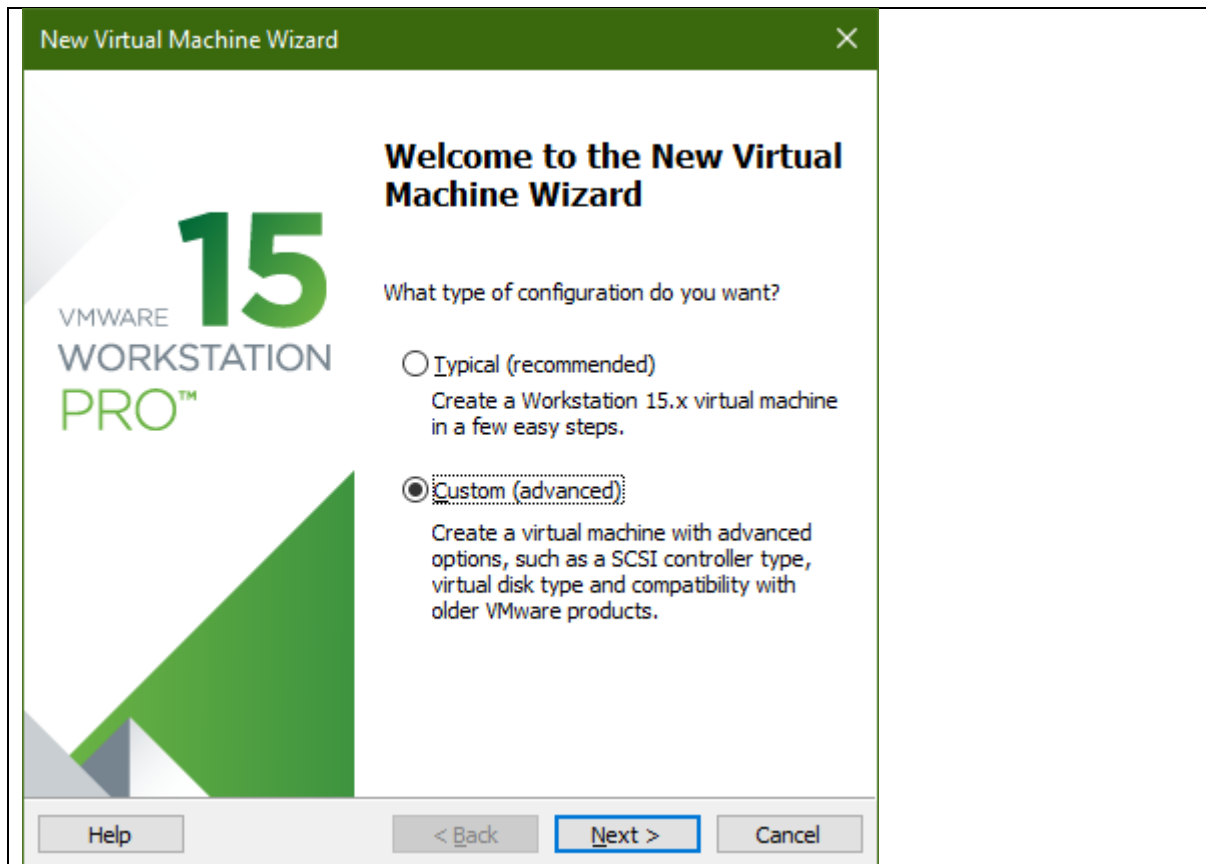 New Virtual Machine Wizard
Welcome to the New Virtual
Machine Wizard
15
VMWARE
WORKSTATION
PRO™
What type of configuration do you want?
Typical (recommended)
Create a Workstation 15.x virtual machine
in a few easy steps.
Custom (advanced)
Create a virtual machine with advanced
options, such as a SCSI controller type,
virtual disk type and compatibility with
older VMware products.
Help
< Back
Next >
Cancel